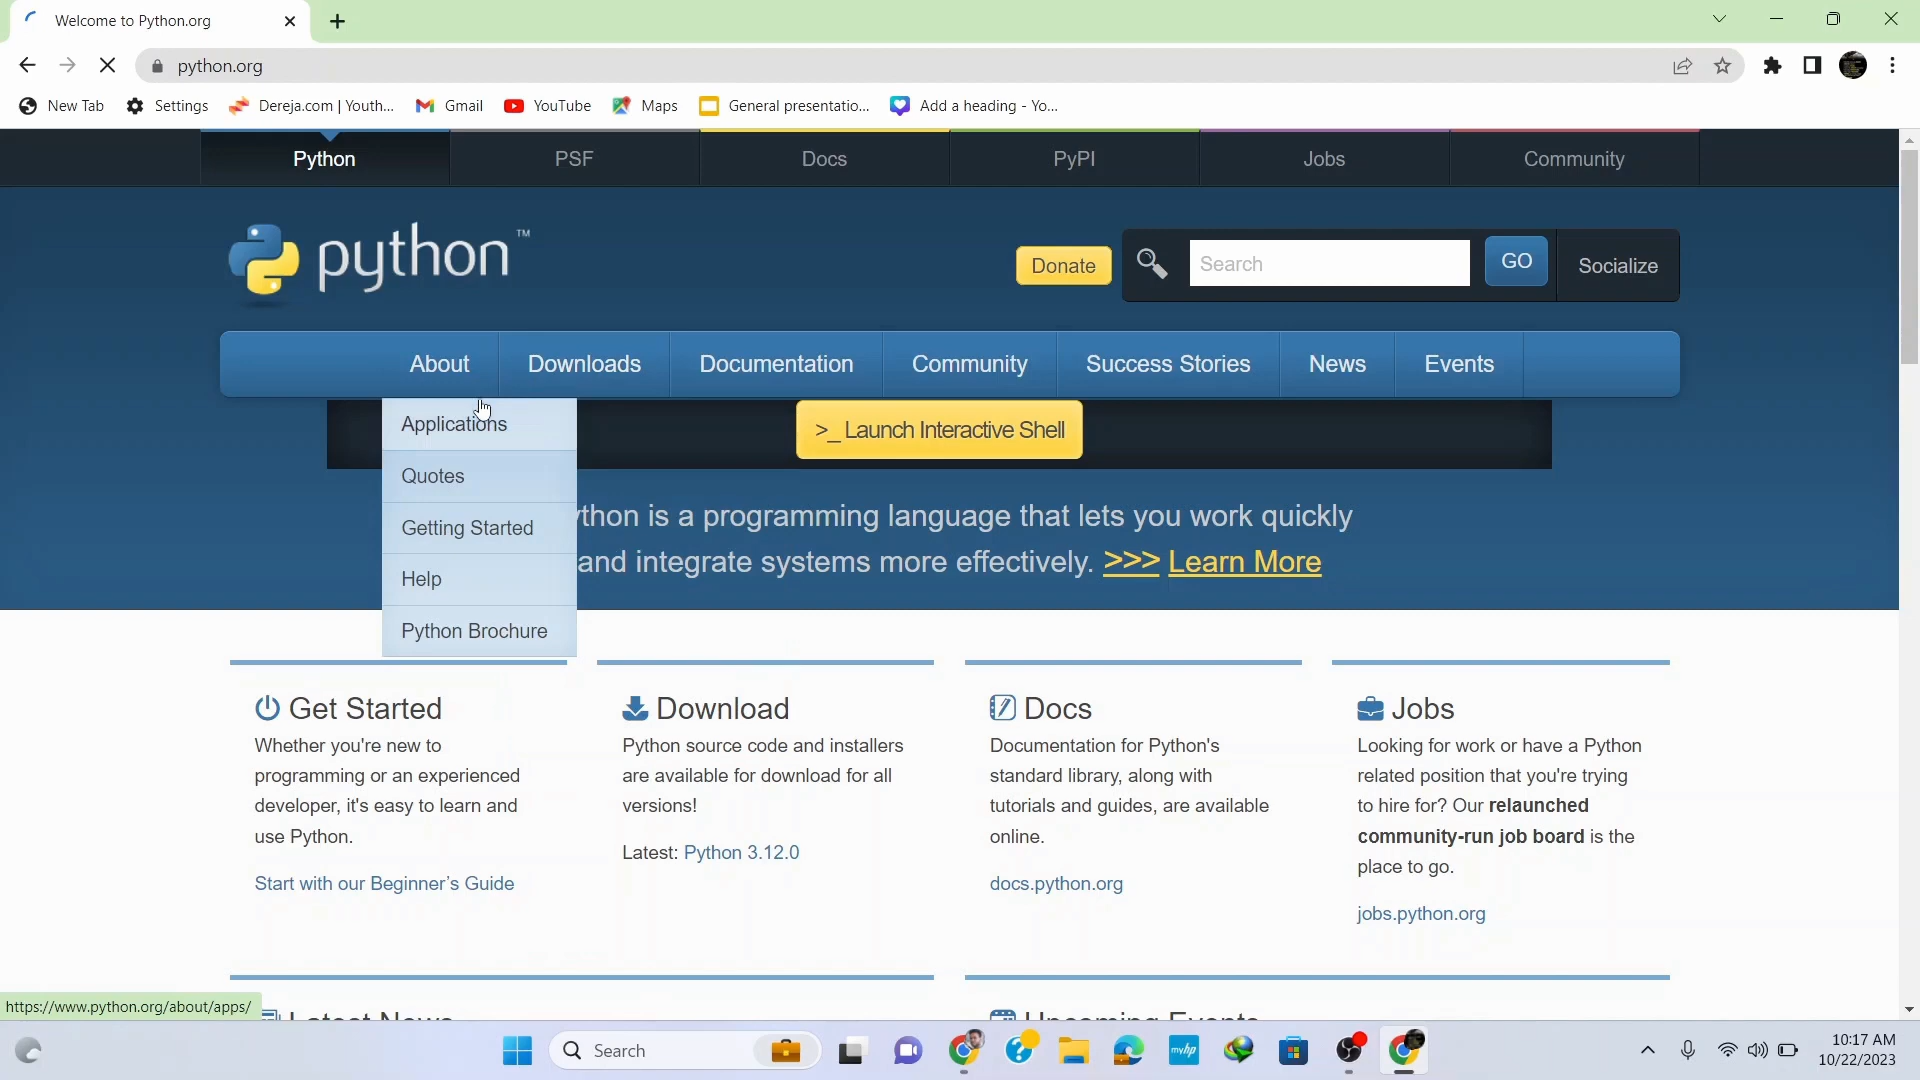 Welcome to Python.org
python.org
New Tab Settings Dereja.com | Youth... Gmail YouTube Maps General presentatio... Add a heading - Yo...
Python PSF Docs PyPI Jobs Community
python™
Donate Search GO Socialize
About Downloads Documentation Community Success Stories News Events
Applications
Quotes
Getting Started
Help
Python Brochure
>_ Launch Interactive Shell
thon is a programming language that lets you work quickly
and integrate systems more effectively. >>> Learn More
Get Started
Whether you're new to
programming or an experienced
developer, it's easy to learn and
use Python.
Start with our Beginner's Guide
Download
Python source code and installers
are available for download for all
versions!
Latest: Python 3.12.0
Docs
Documentation for Python's
standard library, along with
tutorials and guides, are available
online.
docs.python.org
Jobs
Looking for work or have a Python
related position that you're trying
to hire for? Our relaunched
community-run job board is the
place to go.
jobs.python.org
Latest News
Upcoming Events
https://www.python.org/about/apps/
Search
myhp
10:17 AM
10/22/2023